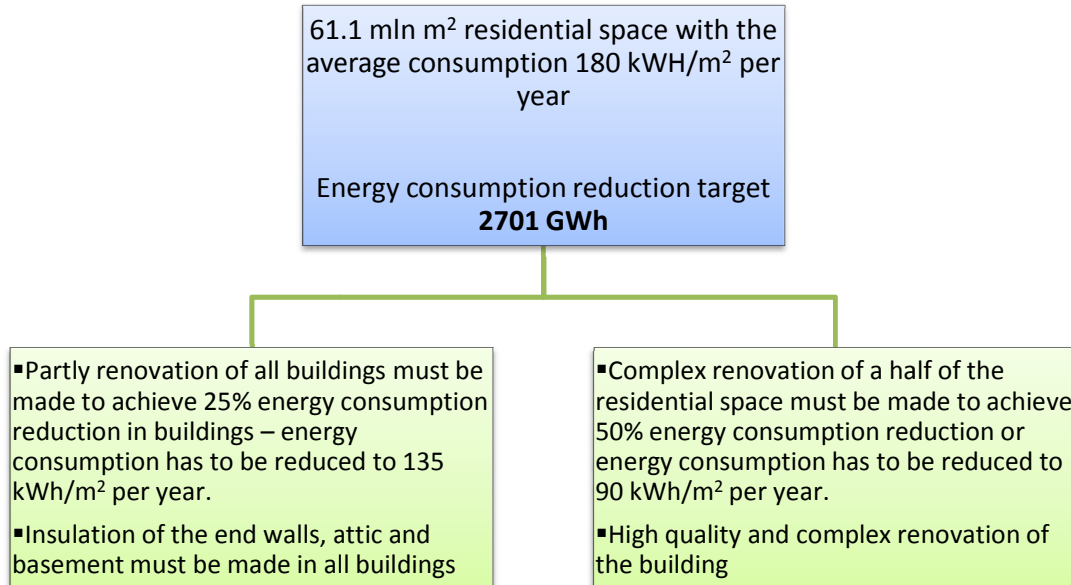 61.1 mln m² residential space with the
average consumption 180 kWH/m² per
year
Energy consumption reduction target
2701 GWh
▪Partly renovation of all buildings must be
made to achieve 25% energy consumption
reduction in buildings – energy
consumption has to be reduced to 135
kWh/m² per year.
▪Insulation of the end walls, attic and
basement must be made in all buildings
▪Complex renovation of a half of the
residential space must be made to achieve
50% energy consumption reduction or
energy consumption has to be reduced to
90 kWh/m² per year.
▪High quality and complex renovation of
the building